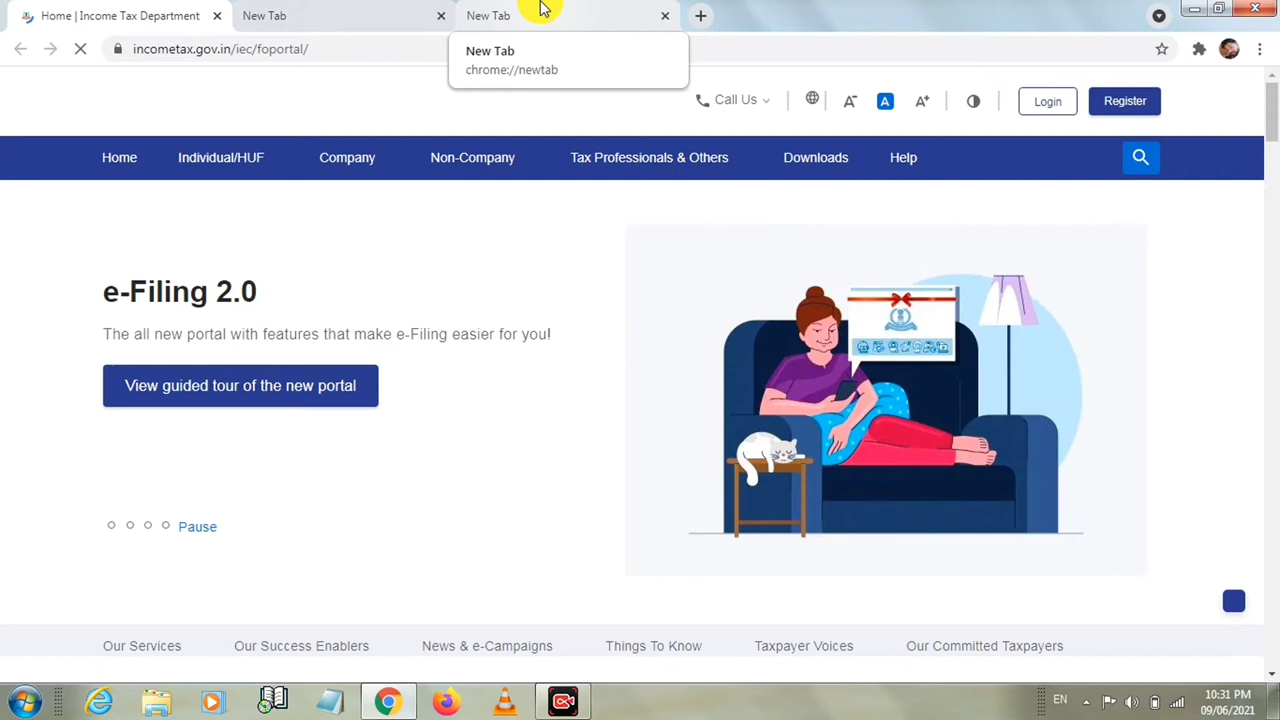 Home | Income Tax Department
New Tab
New Tab
incometax.gov.in/iec/foportal/
New Tab
chrome://newtab
Call Us
A-
A
A+
Login
Register
Home
Individual/HUF
Company
Non-Company
Tax Professionals & Others
Downloads
Help
e-Filing 2.0
The all new portal with features that make e-Filing easier for you!
View guided tour of the new portal
Pause
Our Services
Our Success Enablers
News & e-Campaigns
Things To Know
Taxpayer Voices
Our Committed Taxpayers
EN
10:31 PM
09/06/2021